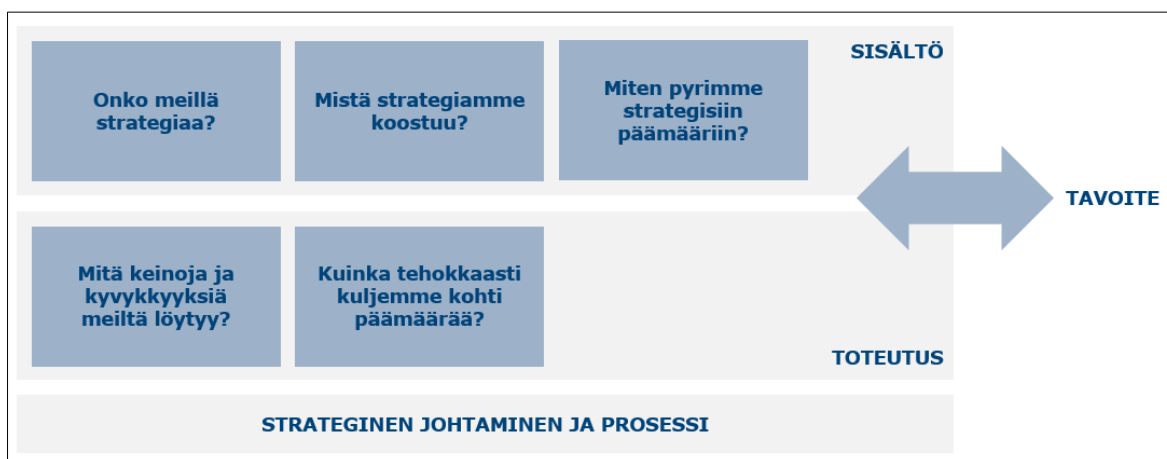 SISÄLTÖ
Onko meillä
strategiaa?
Mistä strategiamme
koostuu?
Miten pyrimme
strategisiin
päämääriin?
TAVOITE
Mitä keinoja ja
kyvykkyyksiä
meiltä löytyy?
Kuinka tehokkaasti
kuljemme kohti
päämäärää?
TOTEUTUS
STRATEGINEN JOHTAMINEN JA PROSESSI